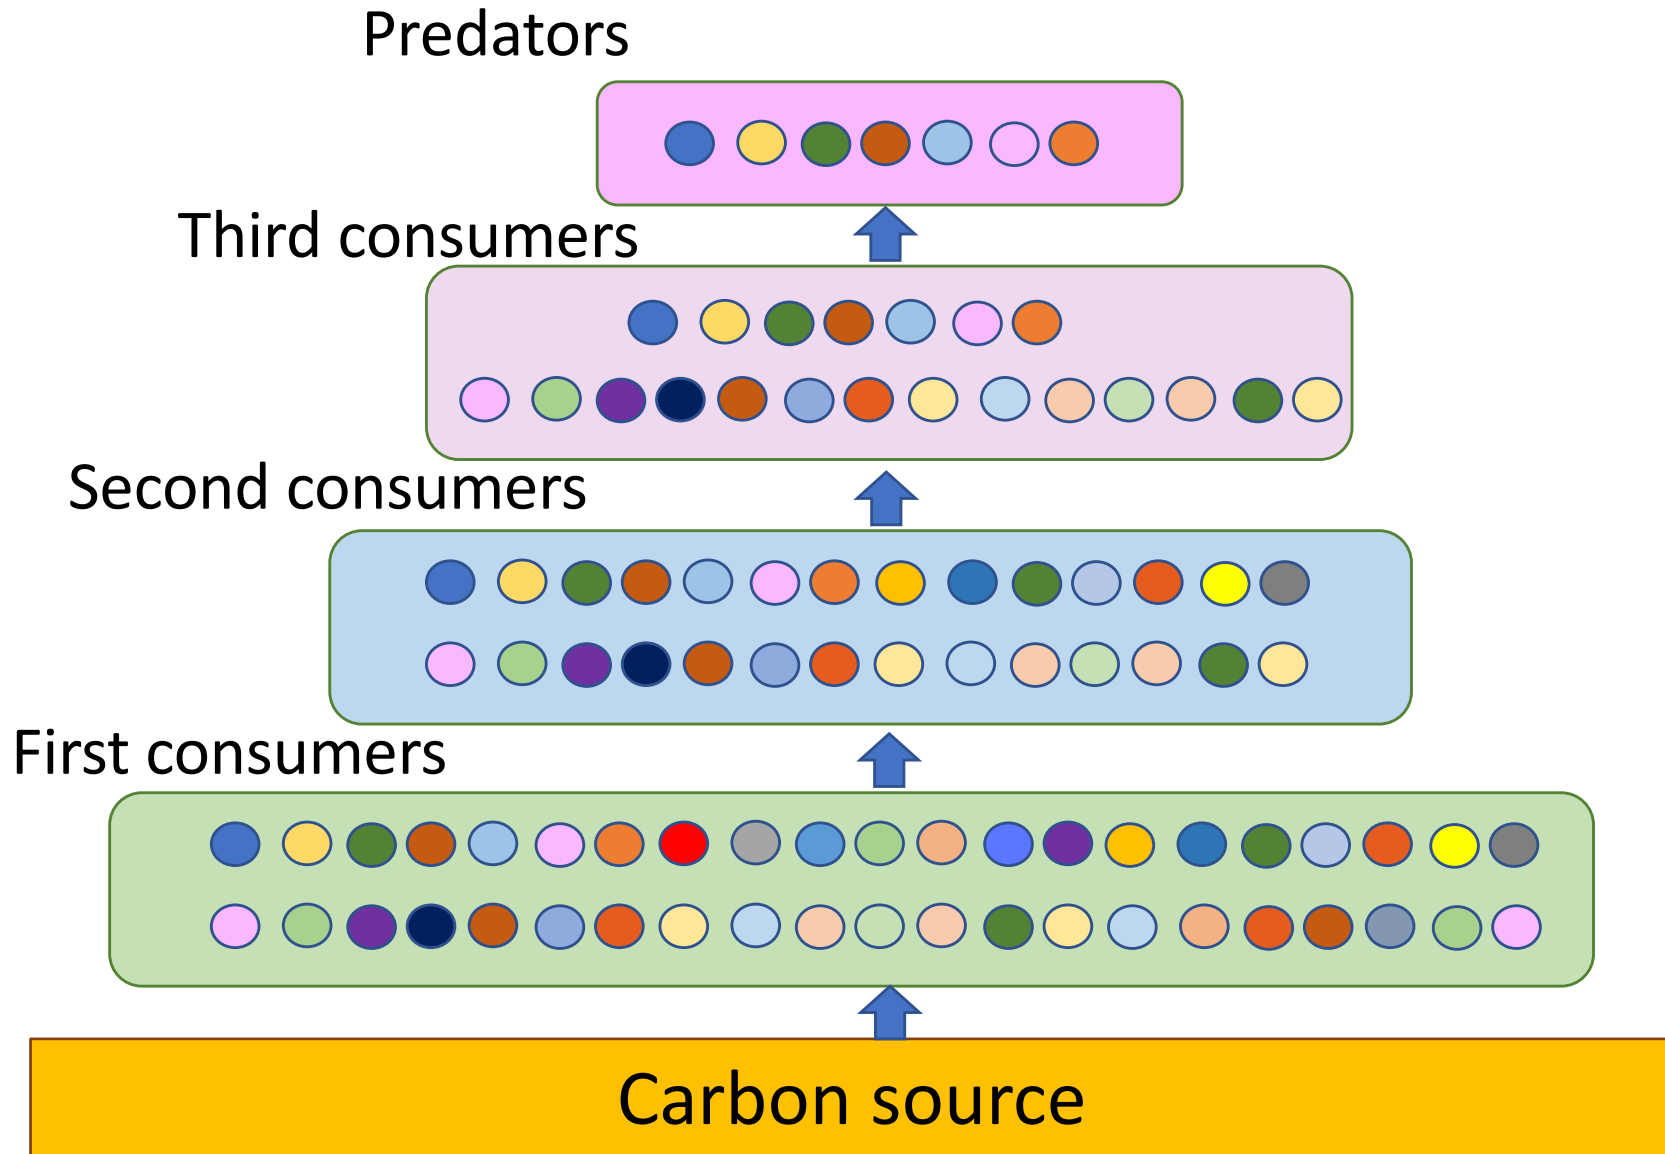 Predators
Third consumers
Second consumers
First consumers
Carbon source